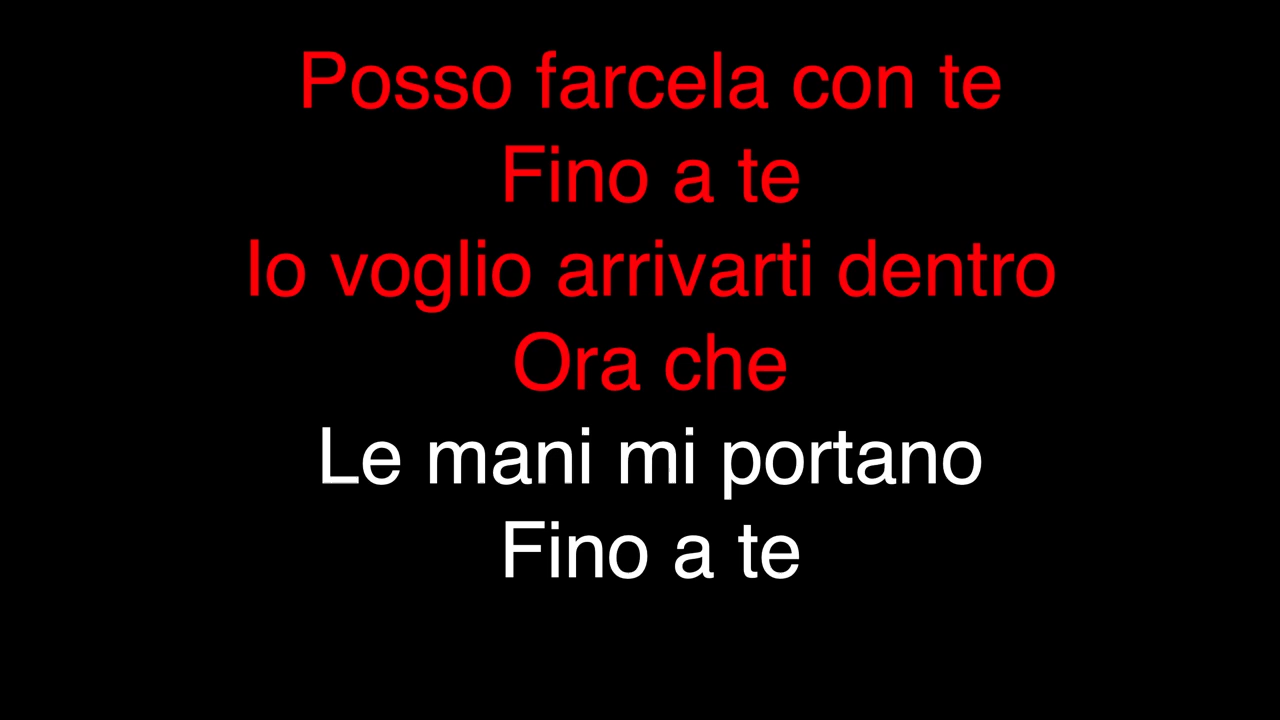 Posso farcela con te
Fino a te
Io voglio arrivarti dentro
Ora che
Le mani mi portano
Fino a te